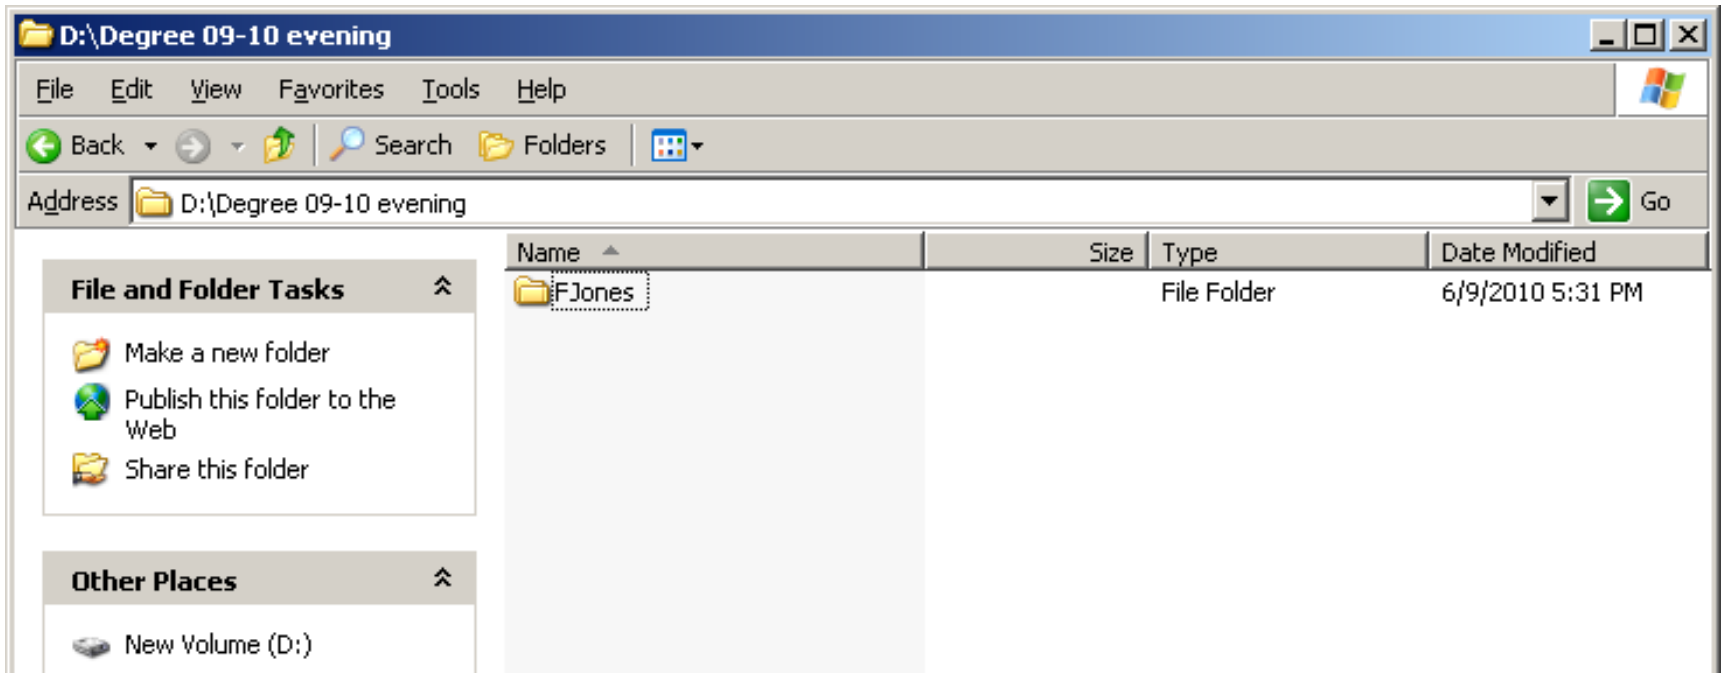 D:\Degree 09-10 evening
File Edit View Favorites Tools Help
Back Search Folders
Address D:\Degree 09-10 evening Go
Name Size Type Date Modified
FJones File Folder 6/9/2010 5:31 PM
File and Folder Tasks
Make a new folder
Publish this folder to the
Web
Share this folder
Other Places
New Volume (D:)